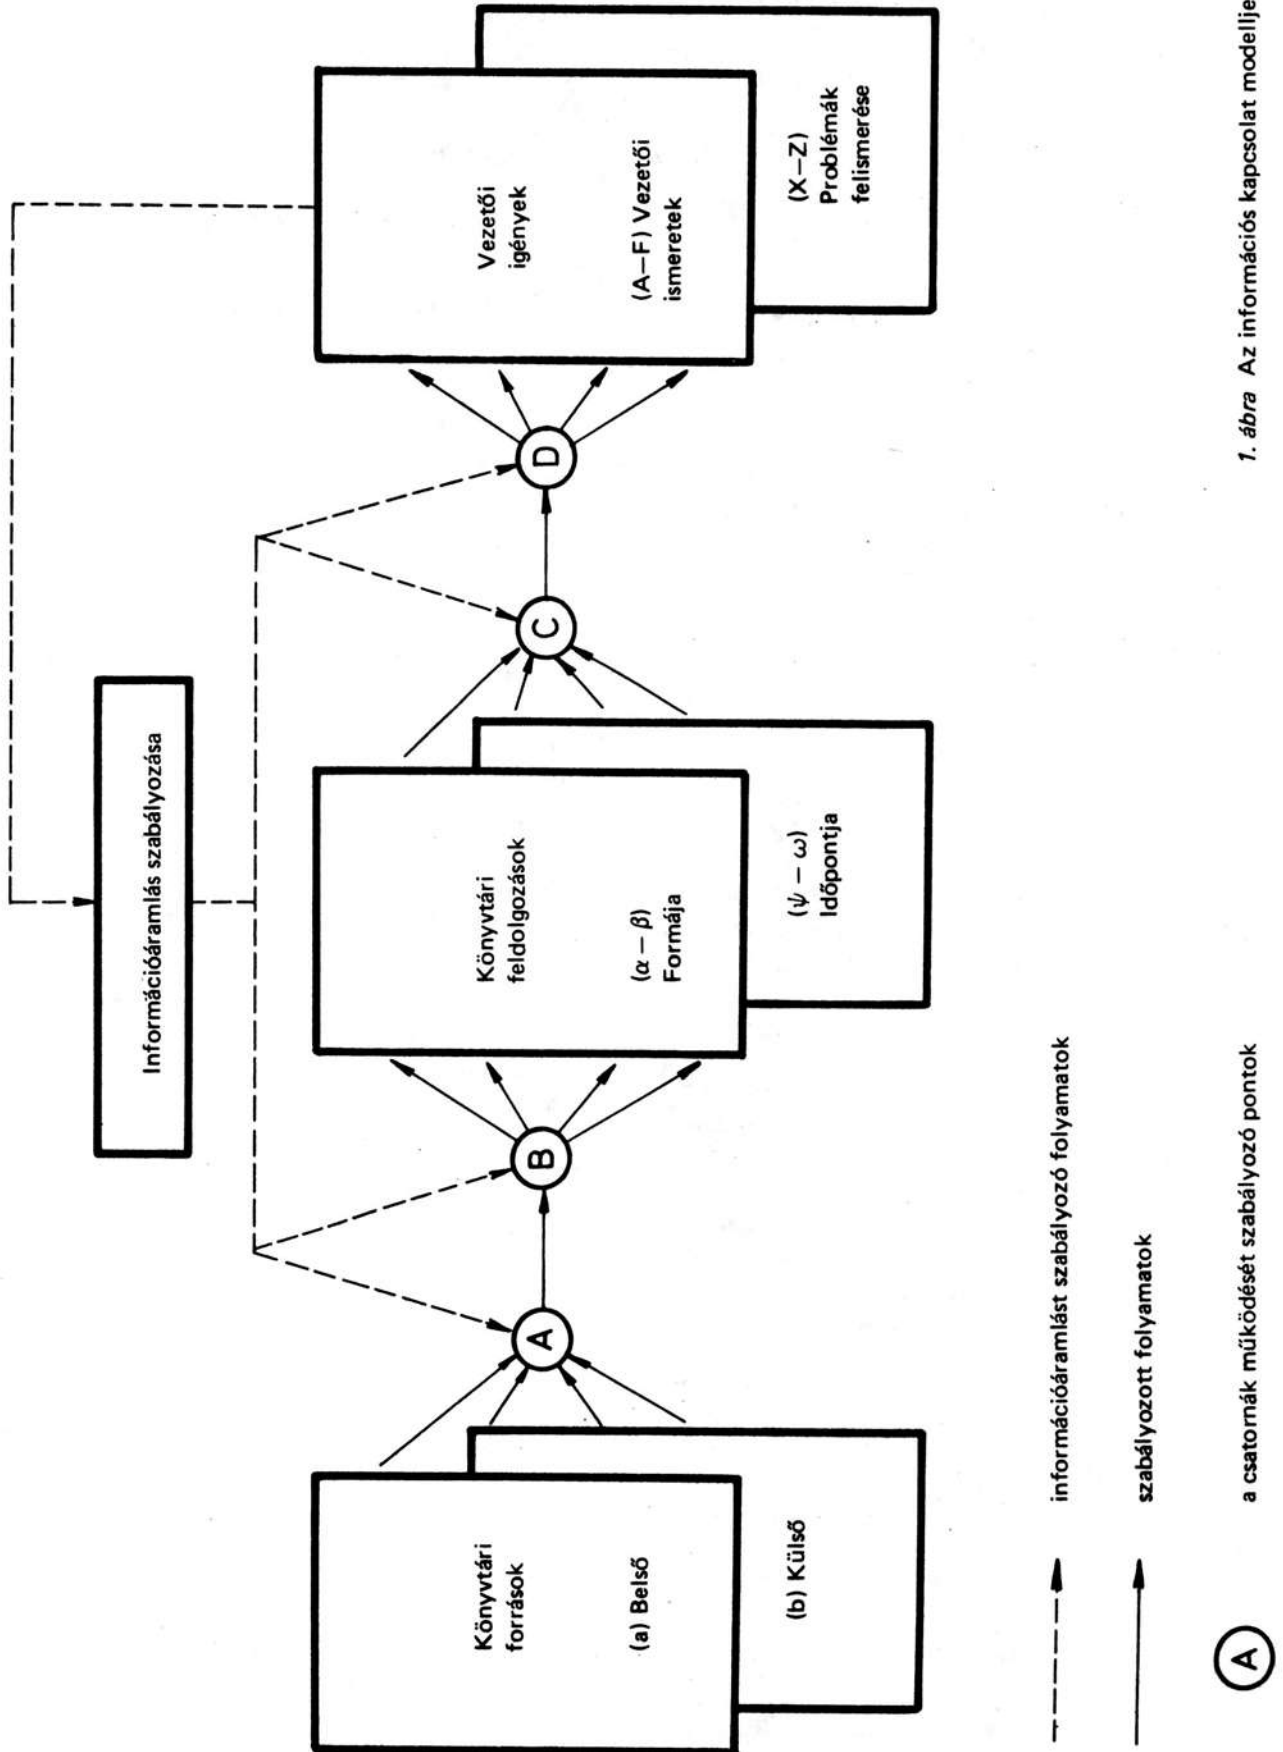 Információáramlás szabályozása
Könyvtári
források
(a) Belső
(b) Külső
A
B
Könyvtári
feldolgozások
(α – β)
Formája
(ψ – ω)
Időpontja
C
D
Vezetői
igények
(A–F) Vezetői
ismeretek
(X–Z)
Problémák
felismerése
információáramlást szabályozó folyamatok
szabályozott folyamatok
A
a csatornák működését szabályozó pontok
1. ábra Az információs kapcsolat modellje